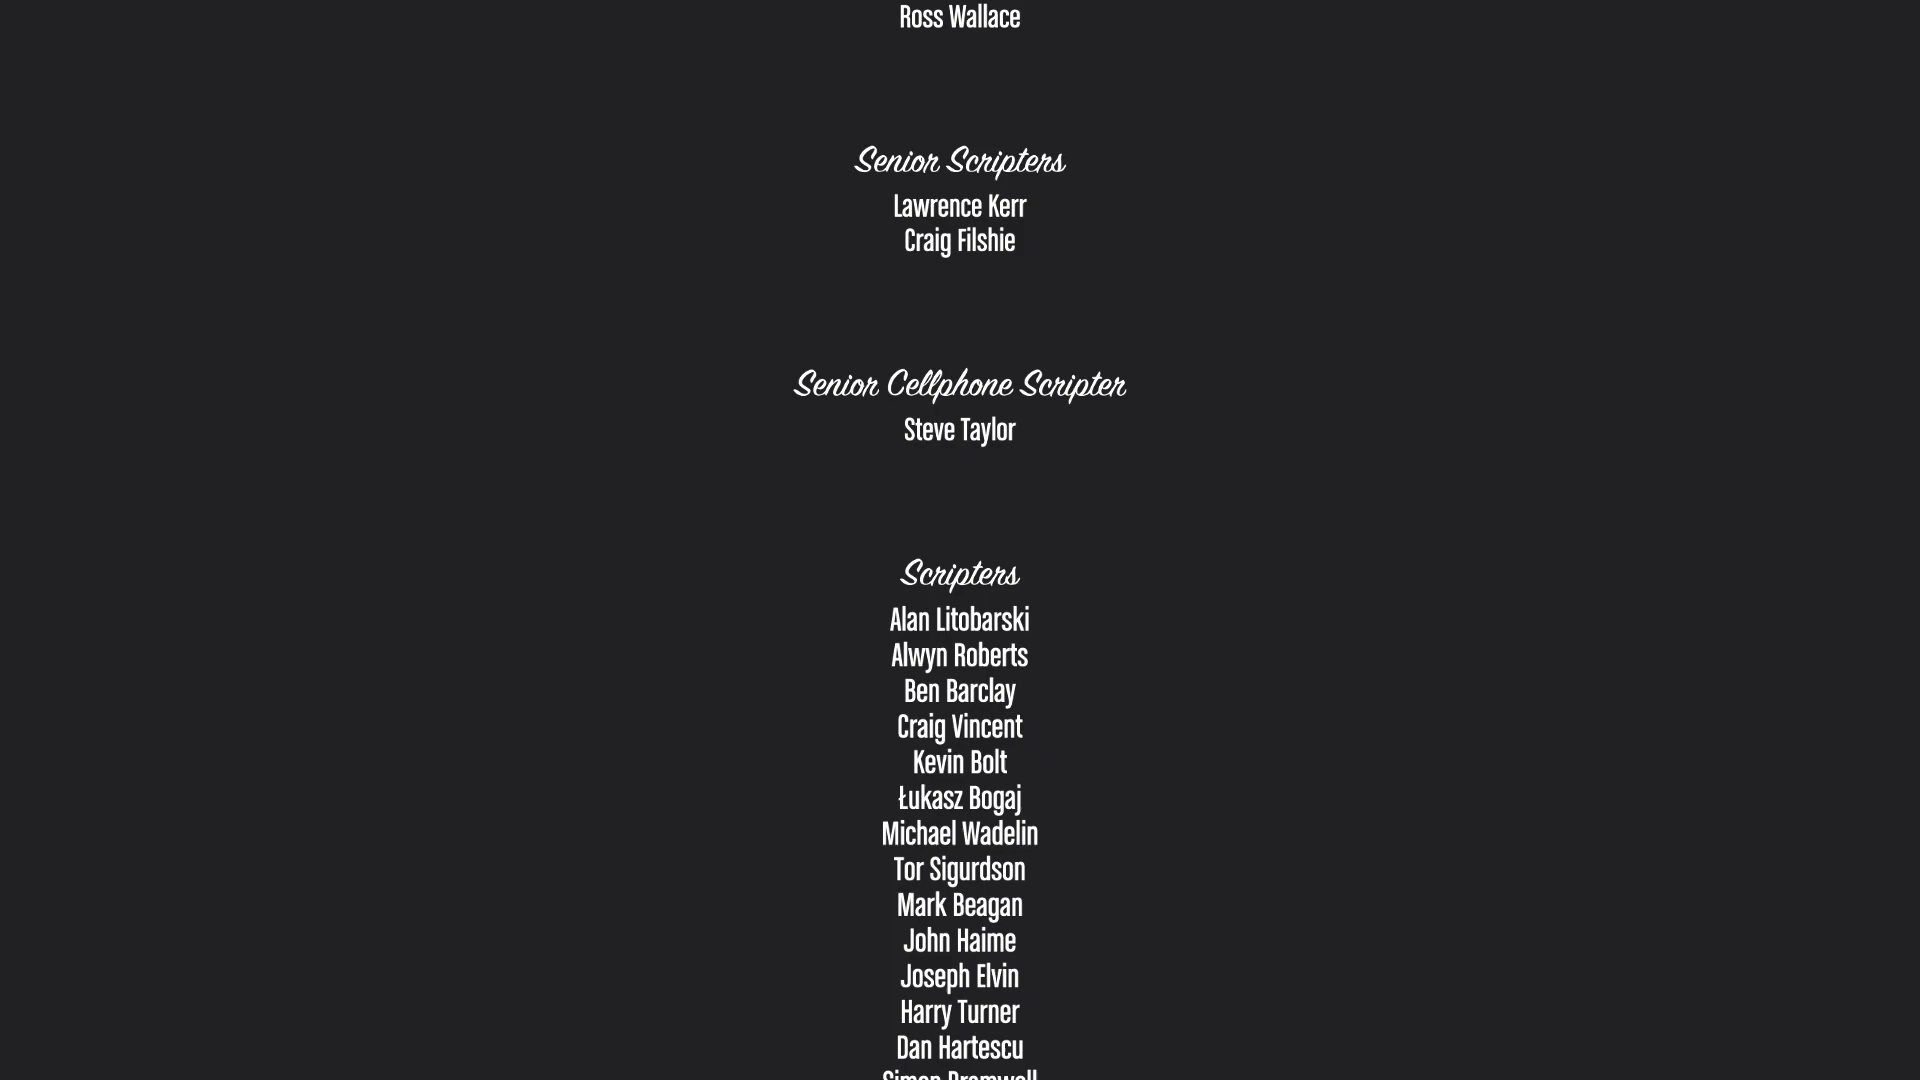 Ross Wallace
Senior Scripters
Lawrence Kerr
Craig Filshie
Senior Cellphone Scripter
Steve Taylor
Scripters
Alan Litobarski
Alwyn Roberts
Ben Barclay
Craig Vincent
Kevin Bolt
Łukasz Bogaj
Michael Wadelin
Tor Sigurdson
Mark Beagan
John Haime
Joseph Elvin
Harry Turner
Dan Hartescu